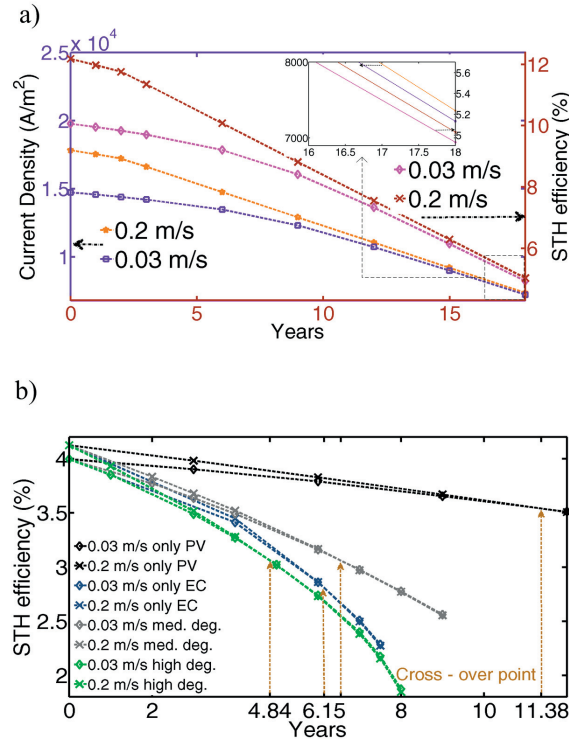 a)
2.5 x 10^4
2
1.5
1
Current Density (A/m²)
12
10
8
6
STH efficiency (%)
8000
7000
16
16.5
17
17.5
18
5.6
5.2
5
0.03 m/s
0.2 m/s
0.2 m/s
0.03 m/s
0
5
10
15
Years
b)
4
3.5
3
2.5
2
STH efficiency (%)
0.03 m/s only PV
0.2 m/s only PV
0.03 m/s only EC
0.2 m/s only EC
0.03 m/s med. deg.
0.2 m/s med. deg.
0.03 m/s high deg.
0.2 m/s high deg.
Cross - over point
0
2
4.84
6.15
8
10
11.38
Years